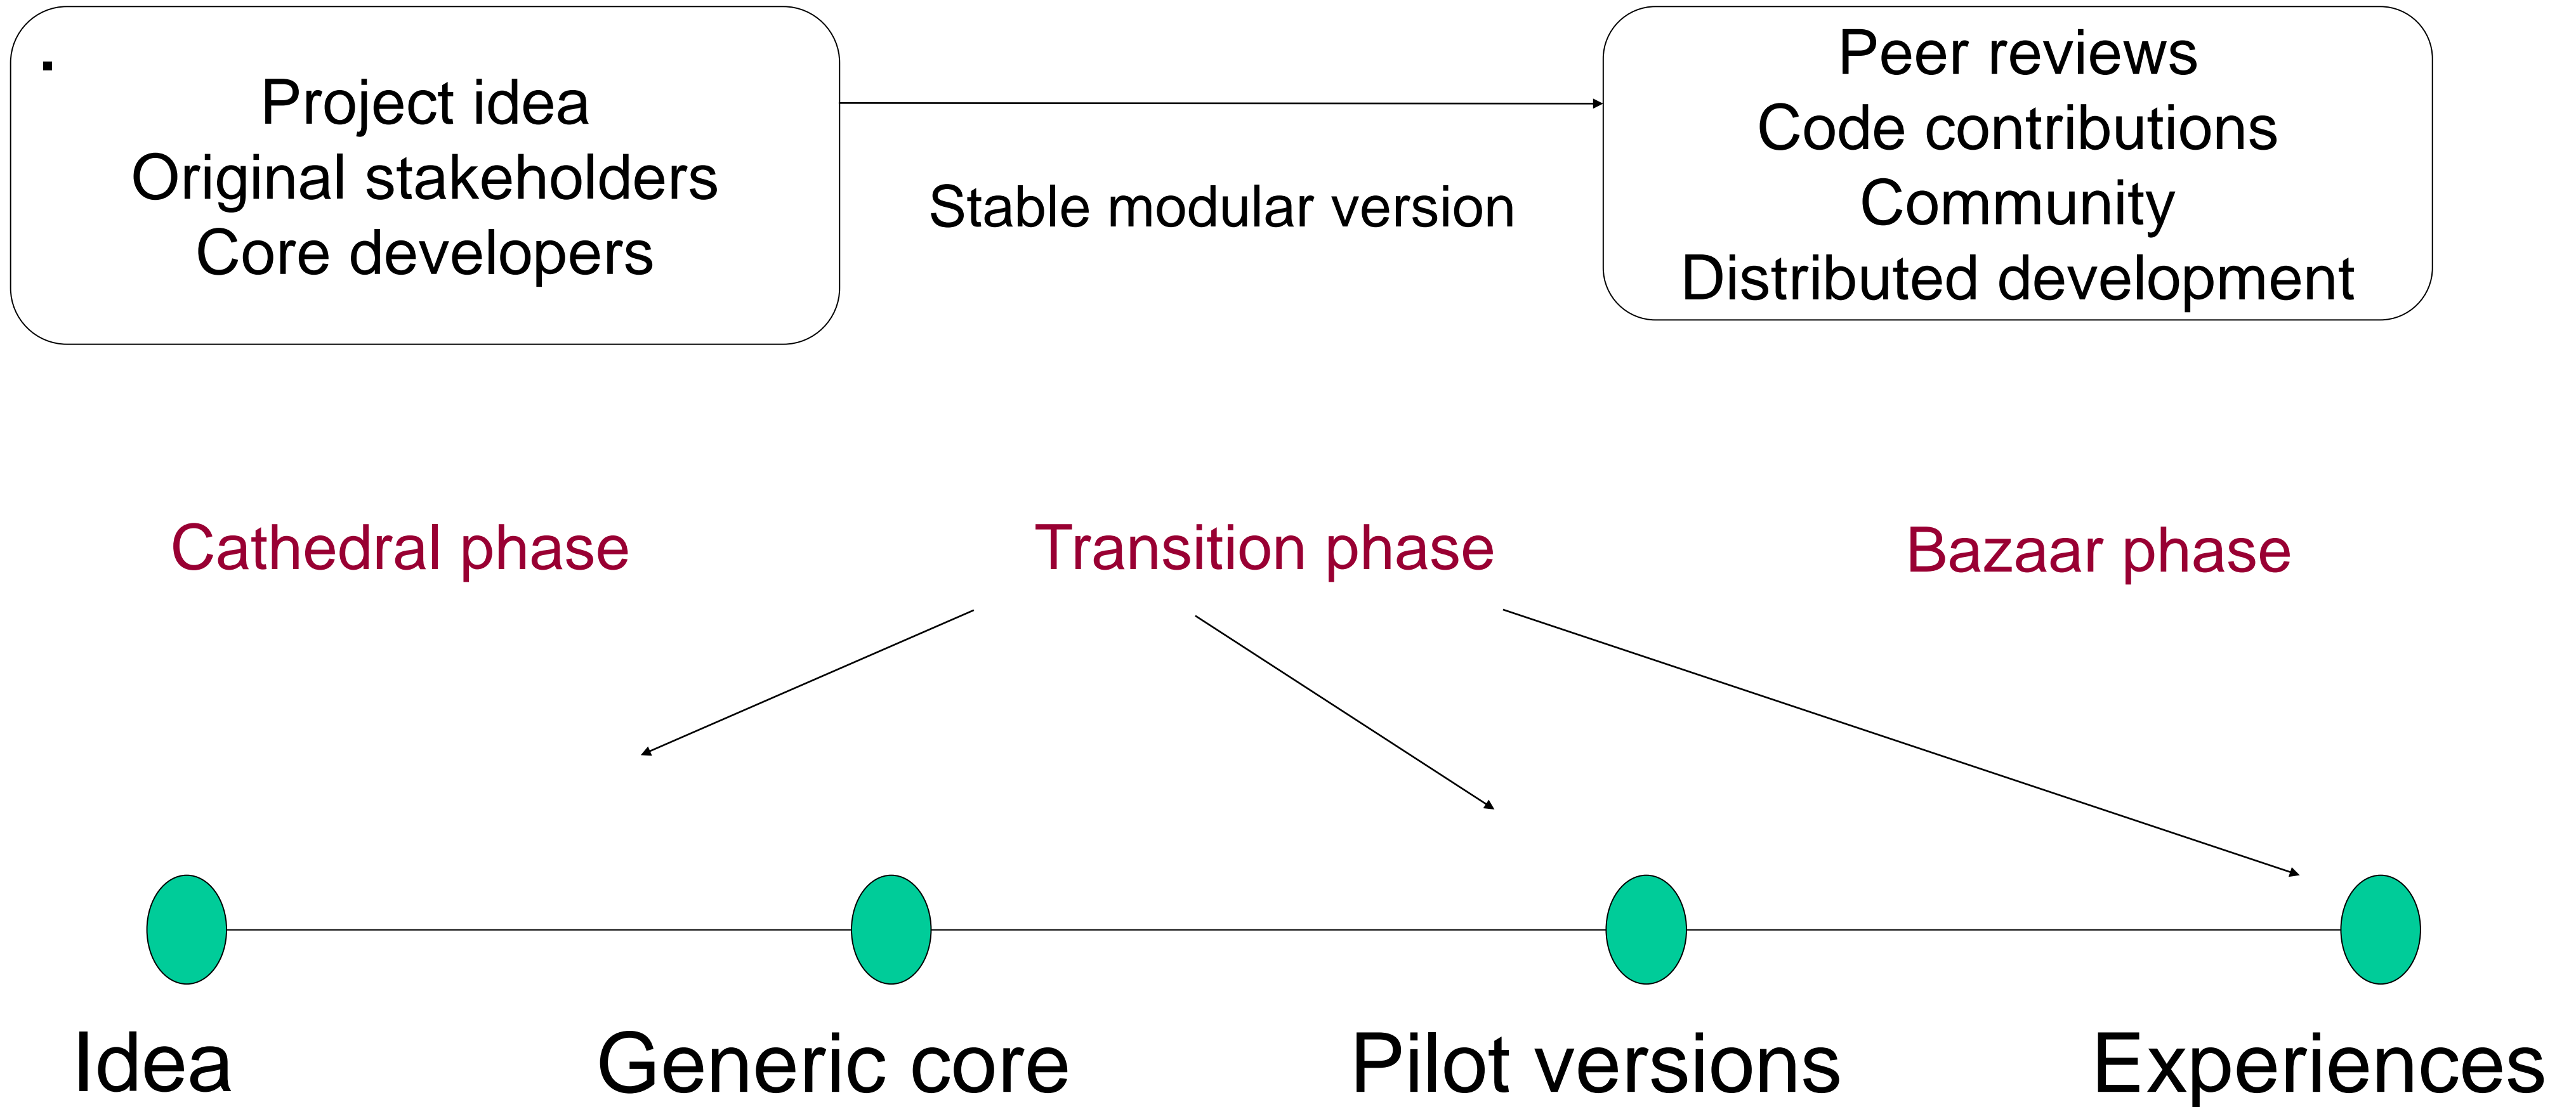 Project idea
Original stakeholders
Core developers
Stable modular version
Peer reviews
Code contributions
Community
Distributed development
Cathedral phase
Transition phase
Bazaar phase
Idea
Generic core
Pilot versions
Experiences